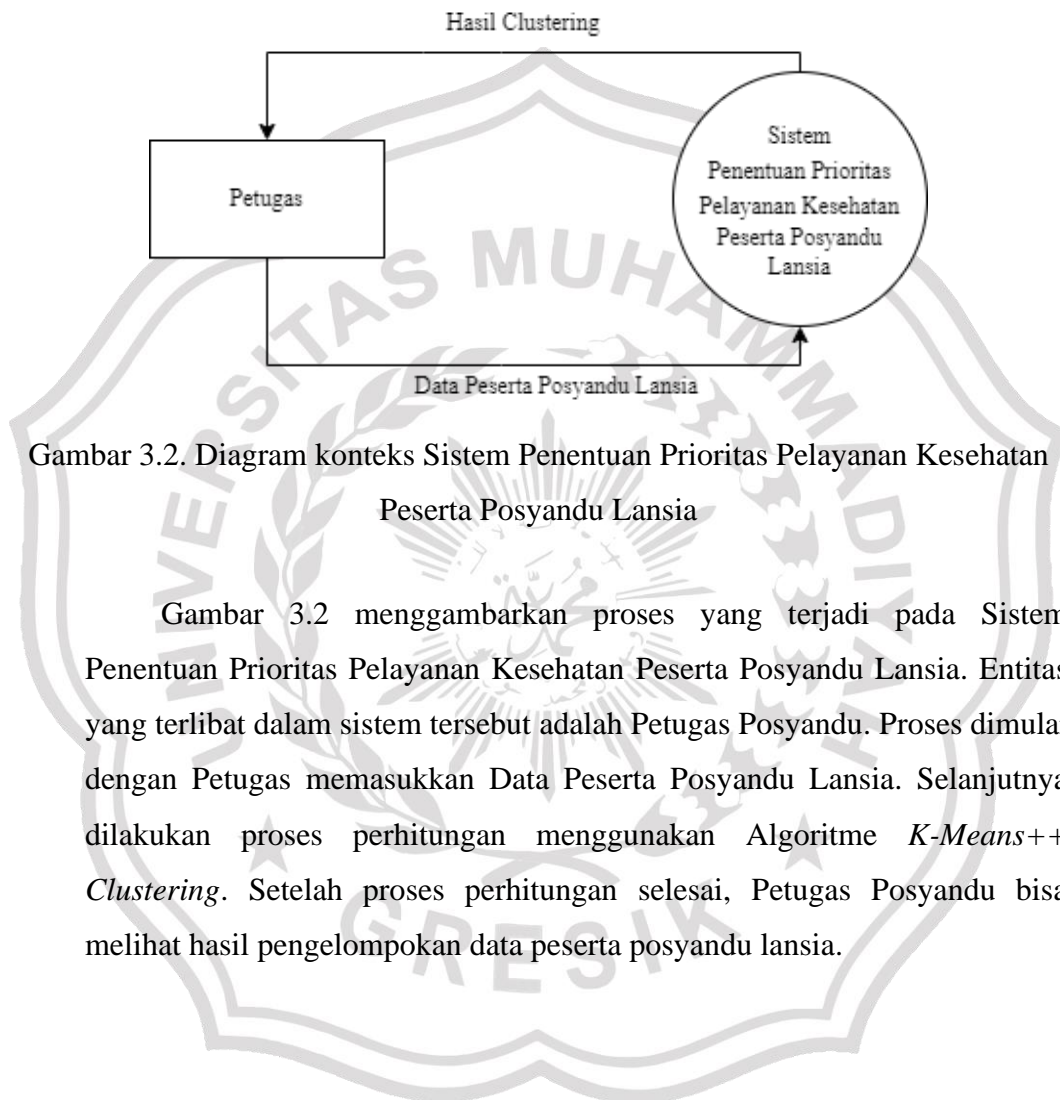 Hasil Clustering
Petugas
Sistem
Penentuan Prioritas
Pelayanan Kesehatan
Peserta Posyandu
Lansia
Data Peserta Posyandu Lansia
Gambar 3.2. Diagram konteks Sistem Penentuan Prioritas Pelayanan Kesehatan
Peserta Posyandu Lansia
Gambar 3.2 menggambarkan proses yang terjadi pada Sistem
Penentuan Prioritas Pelayanan Kesehatan Peserta Posyandu Lansia. Entitas
yang terlibat dalam sistem tersebut adalah Petugas Posyandu. Proses dimula
dengan Petugas memasukkan Data Peserta Posyandu Lansia. Selanjutnya
dilakukan proses perhitungan menggunakan Algoritme K-Means++
Clustering. Setelah proses perhitungan selesai, Petugas Posyandu bisa
melihat hasil pengelompokan data peserta posyandu lansia.
UNIVERSITAS MUHAMMADIYAH
GRESIK